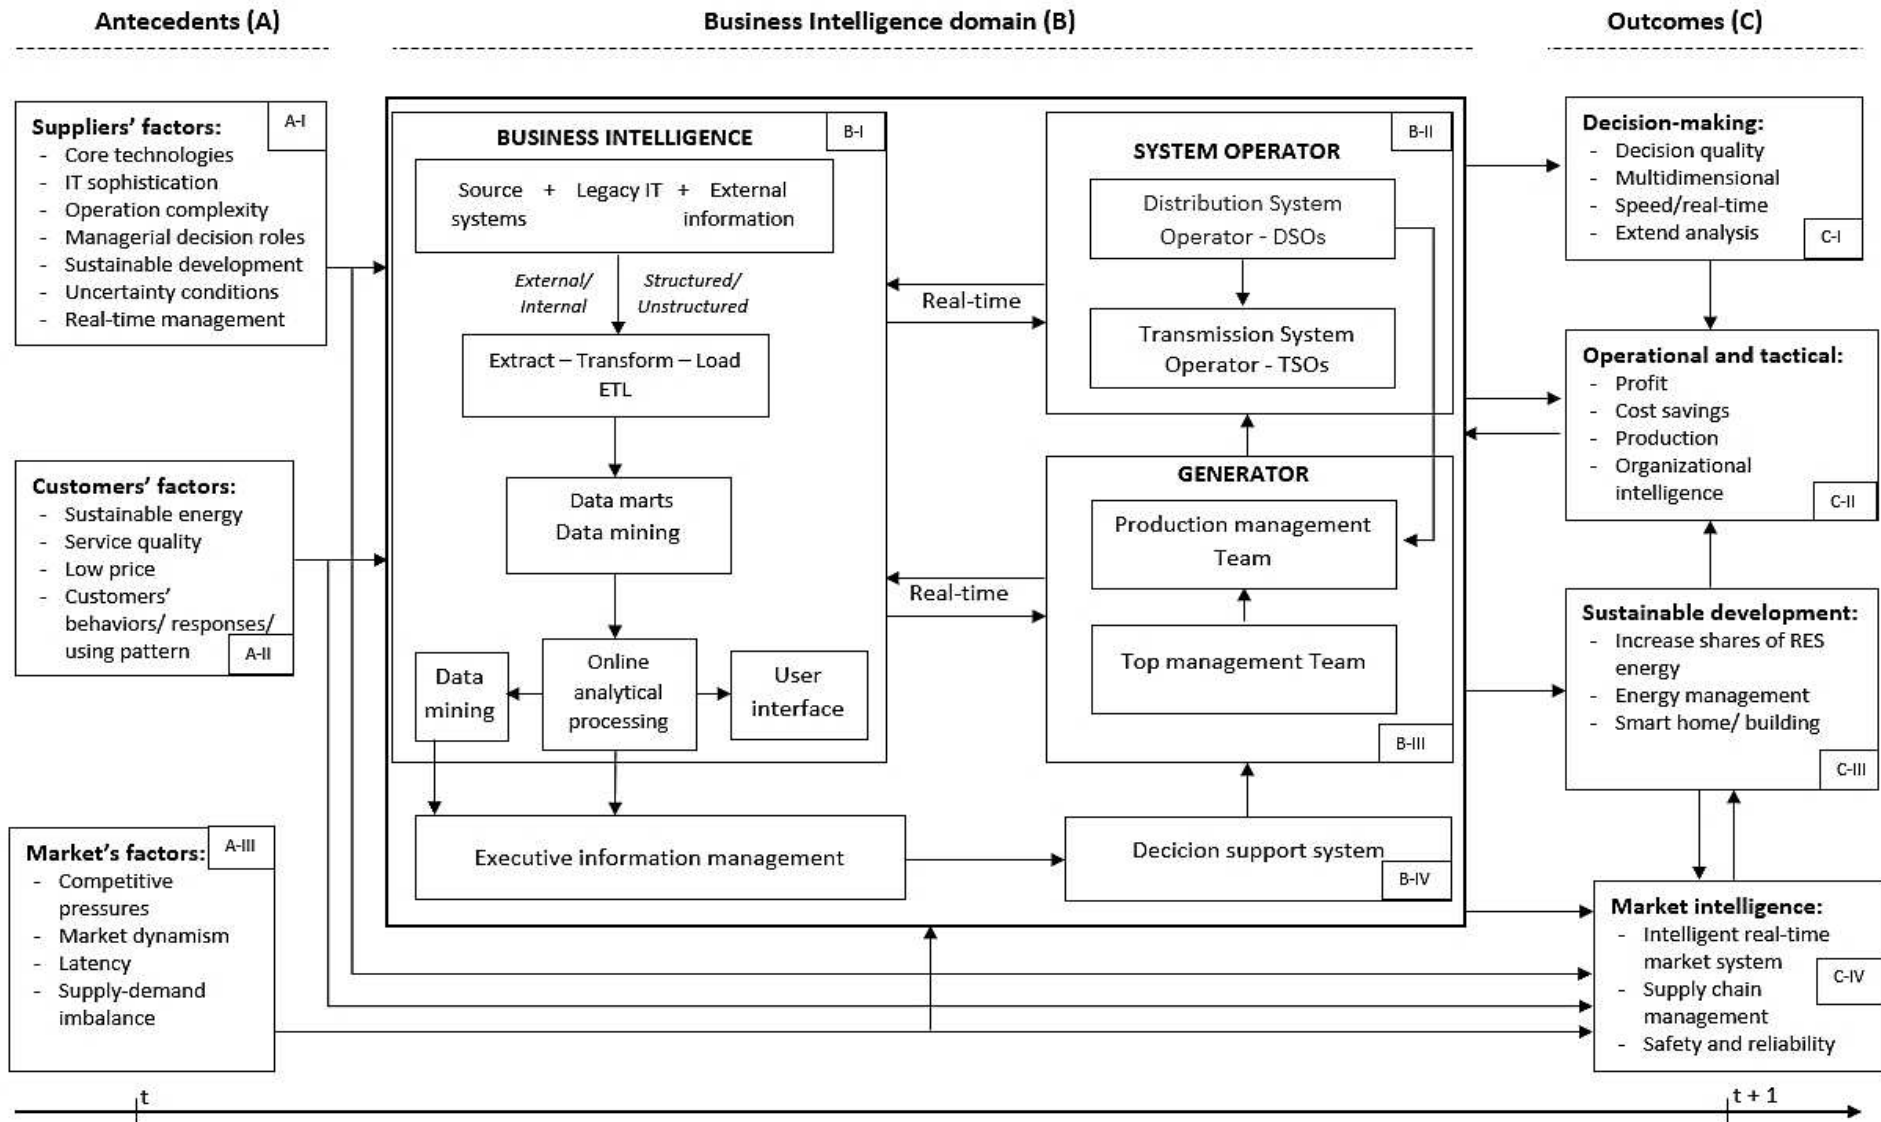 Antecedents (A)
Business Intelligence domain (B)
Outcomes (C)
Suppliers' factors:
A-I
- Core technologies
- IT sophistication
- Operation complexity
- Managerial decision roles
- Sustainable development
- Uncertainty conditions
- Real-time management
Customers' factors:
- Sustainable energy
- Service quality
- Low price
- Customers'
behaviors/ responses/
using pattern
A-II
Market's factors:
A-III
- Competitive
pressures
- Market dynamism
- Latency
- Supply-demand
imbalance
BUSINESS INTELLIGENCE
B-I
Source + Legacy IT + External
systems information
External/
Internal
Structured/
Unstructured
Extract – Transform – Load
ETL
Data marts
Data mining
Data
mining
Online
analytical
processing
User
interface
Executive information management
Real-time
Real-time
B-II
SYSTEM OPERATOR
Distribution System
Operator - DSOs
Transmission System
Operator - TSOs
GENERATOR
Production management
Team
Top management Team
B-III
Decicion support system
B-IV
Decision-making:
- Decision quality
- Multidimensional
- Speed/real-time
- Extend analysis
C-I
Operational and tactical:
- Profit
- Cost savings
- Production
- Organizational
intelligence
C-II
Sustainable development:
- Increase shares of RES
energy
- Energy management
- Smart home/ building
C-III
Market intelligence:
- Intelligent real-time
market system
C-IV
- Supply chain
management
- Safety and reliability
t
t + 1